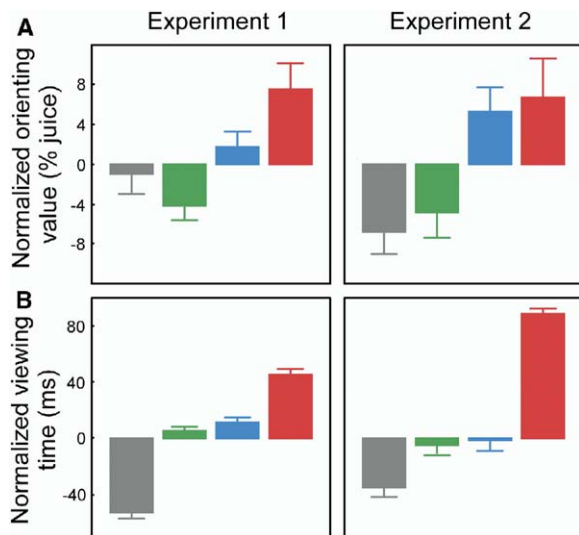 A
Experiment 1
Experiment 2
Normalized orienting
value (% juice)
8
4
0
-4
-8
B
Normalized viewing
time (ms)
80
40
0
-40